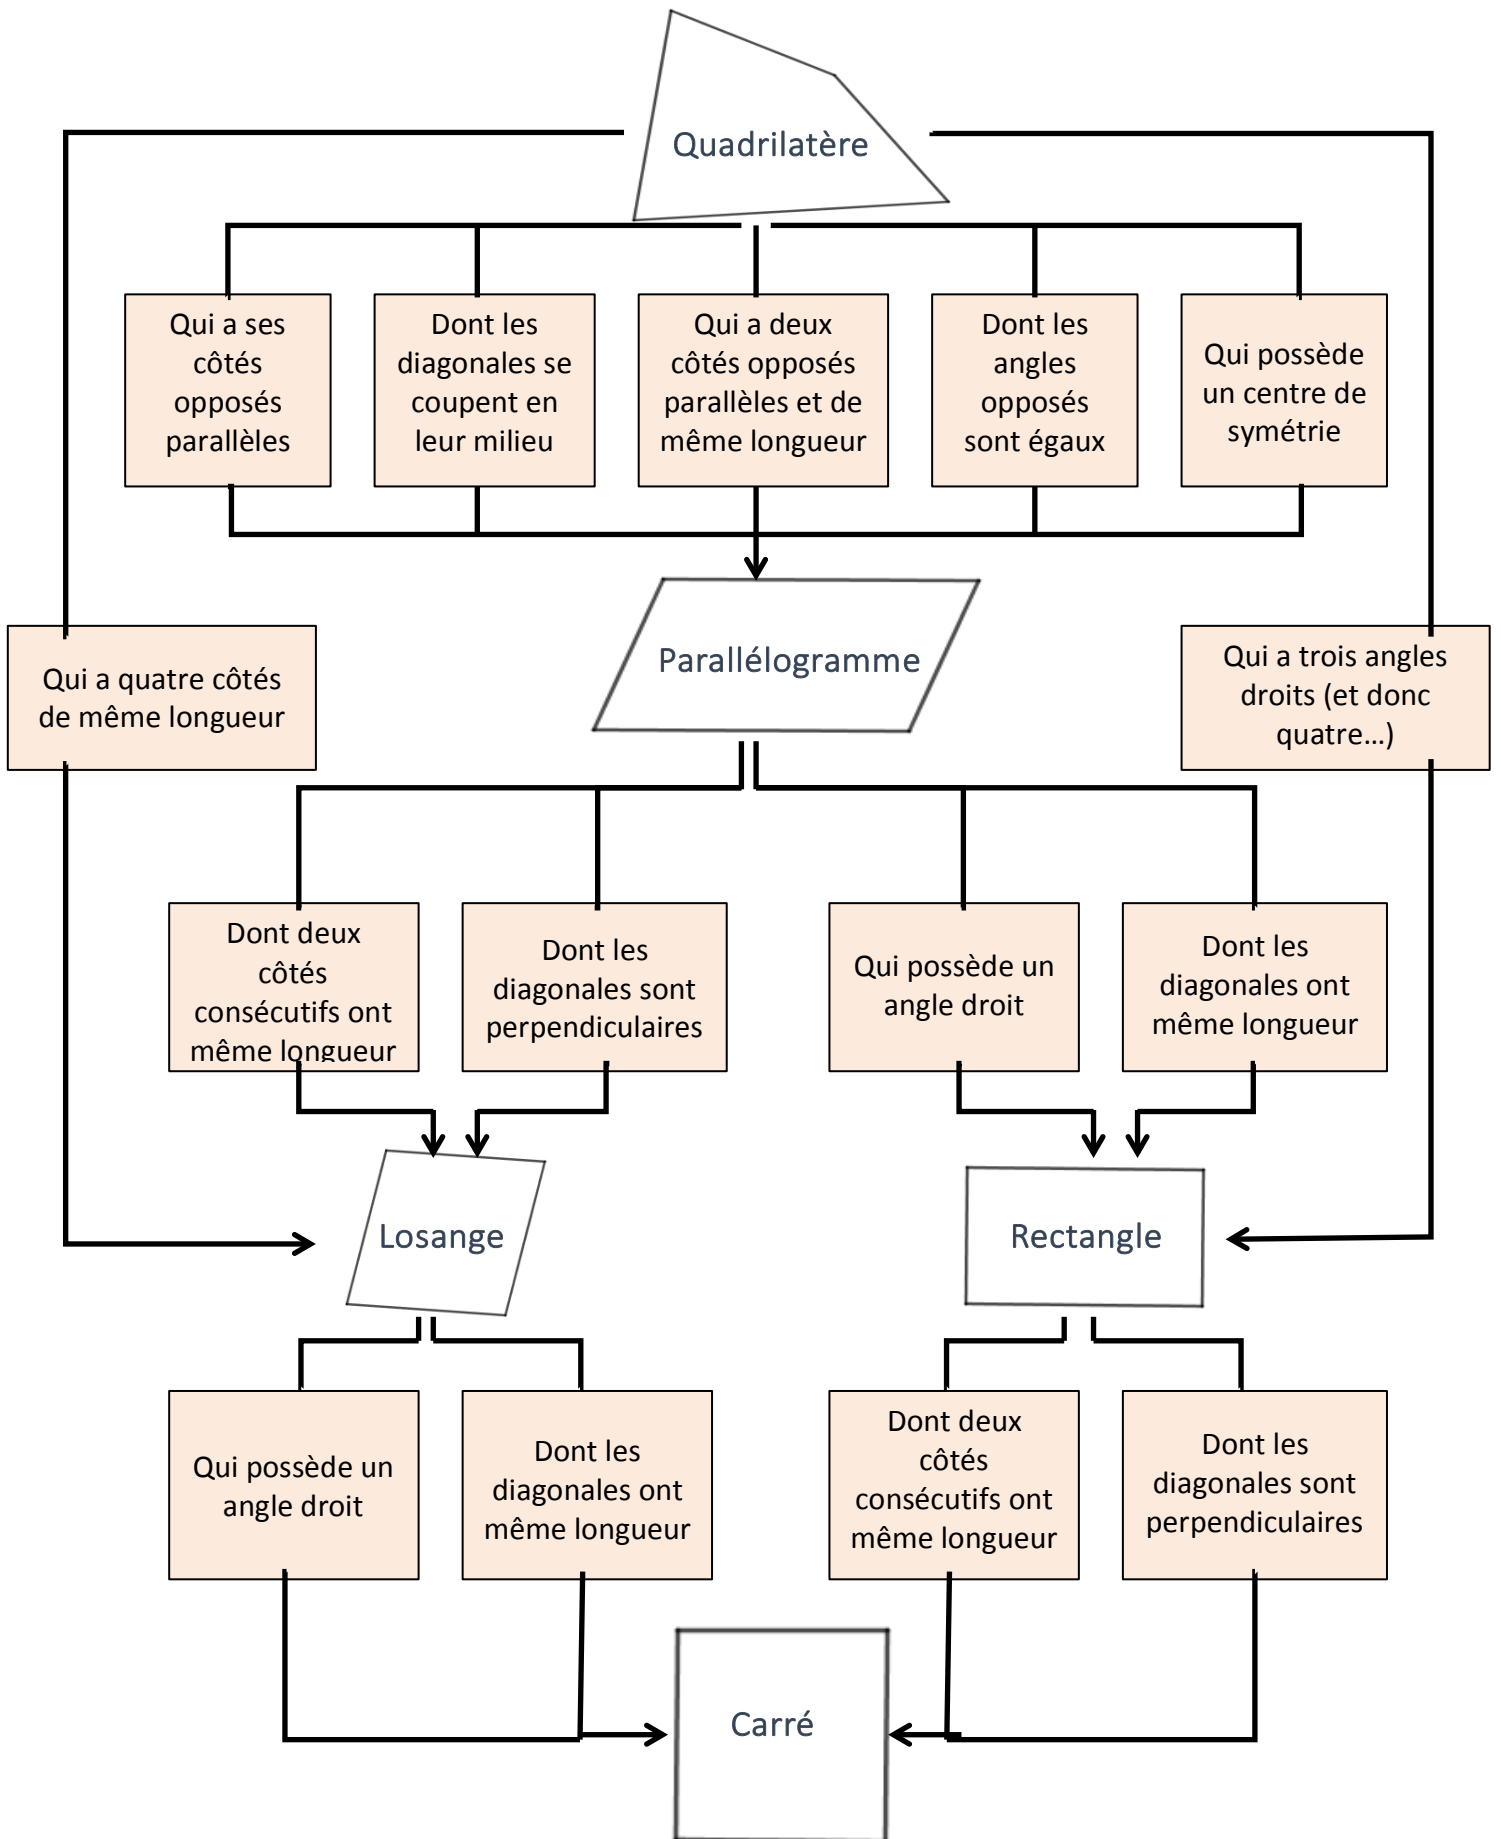 Quadrilatère
Qui a ses
côtés
opposés
parallèles
Dont les
diagonales se
coupent en
leur milieu
Qui a deux
côtés opposés
parallèles et de
même longueur
Dont les
angles
opposés
sont égaux
Qui possède
un centre de
symétrie
Parallélogramme
Qui a quatre côtés
de même longueur
Qui a trois angles
droits (et donc
quatre...)
Dont deux
côtés
consécutifs ont
même longueur
Dont les
diagonales sont
perpendiculaires
Qui possède un
angle droit
Dont les
diagonales ont
même longueur
Losange
Rectangle
Qui possède un
angle droit
Dont les
diagonales ont
même longueur
Dont deux
côtés
consécutifs ont
même longueur
Dont les
diagonales sont
perpendiculaires
Carré